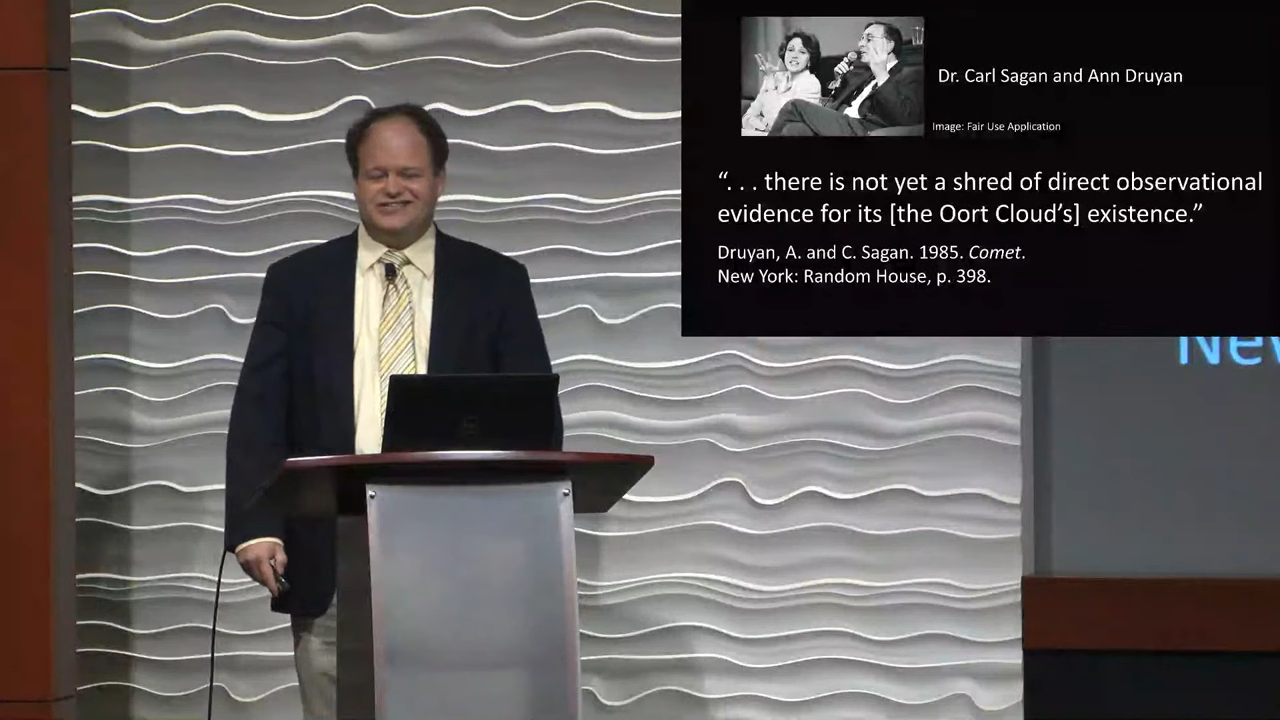 Dr. Carl Sagan and Ann Druyan
Image: Fair Use Application
“. . . there is not yet a shred of direct observational
evidence for its [the Oort Cloud’s] existence.”
Druyan, A. and C. Sagan. 1985. Comet.
New York: Random House, p. 398.